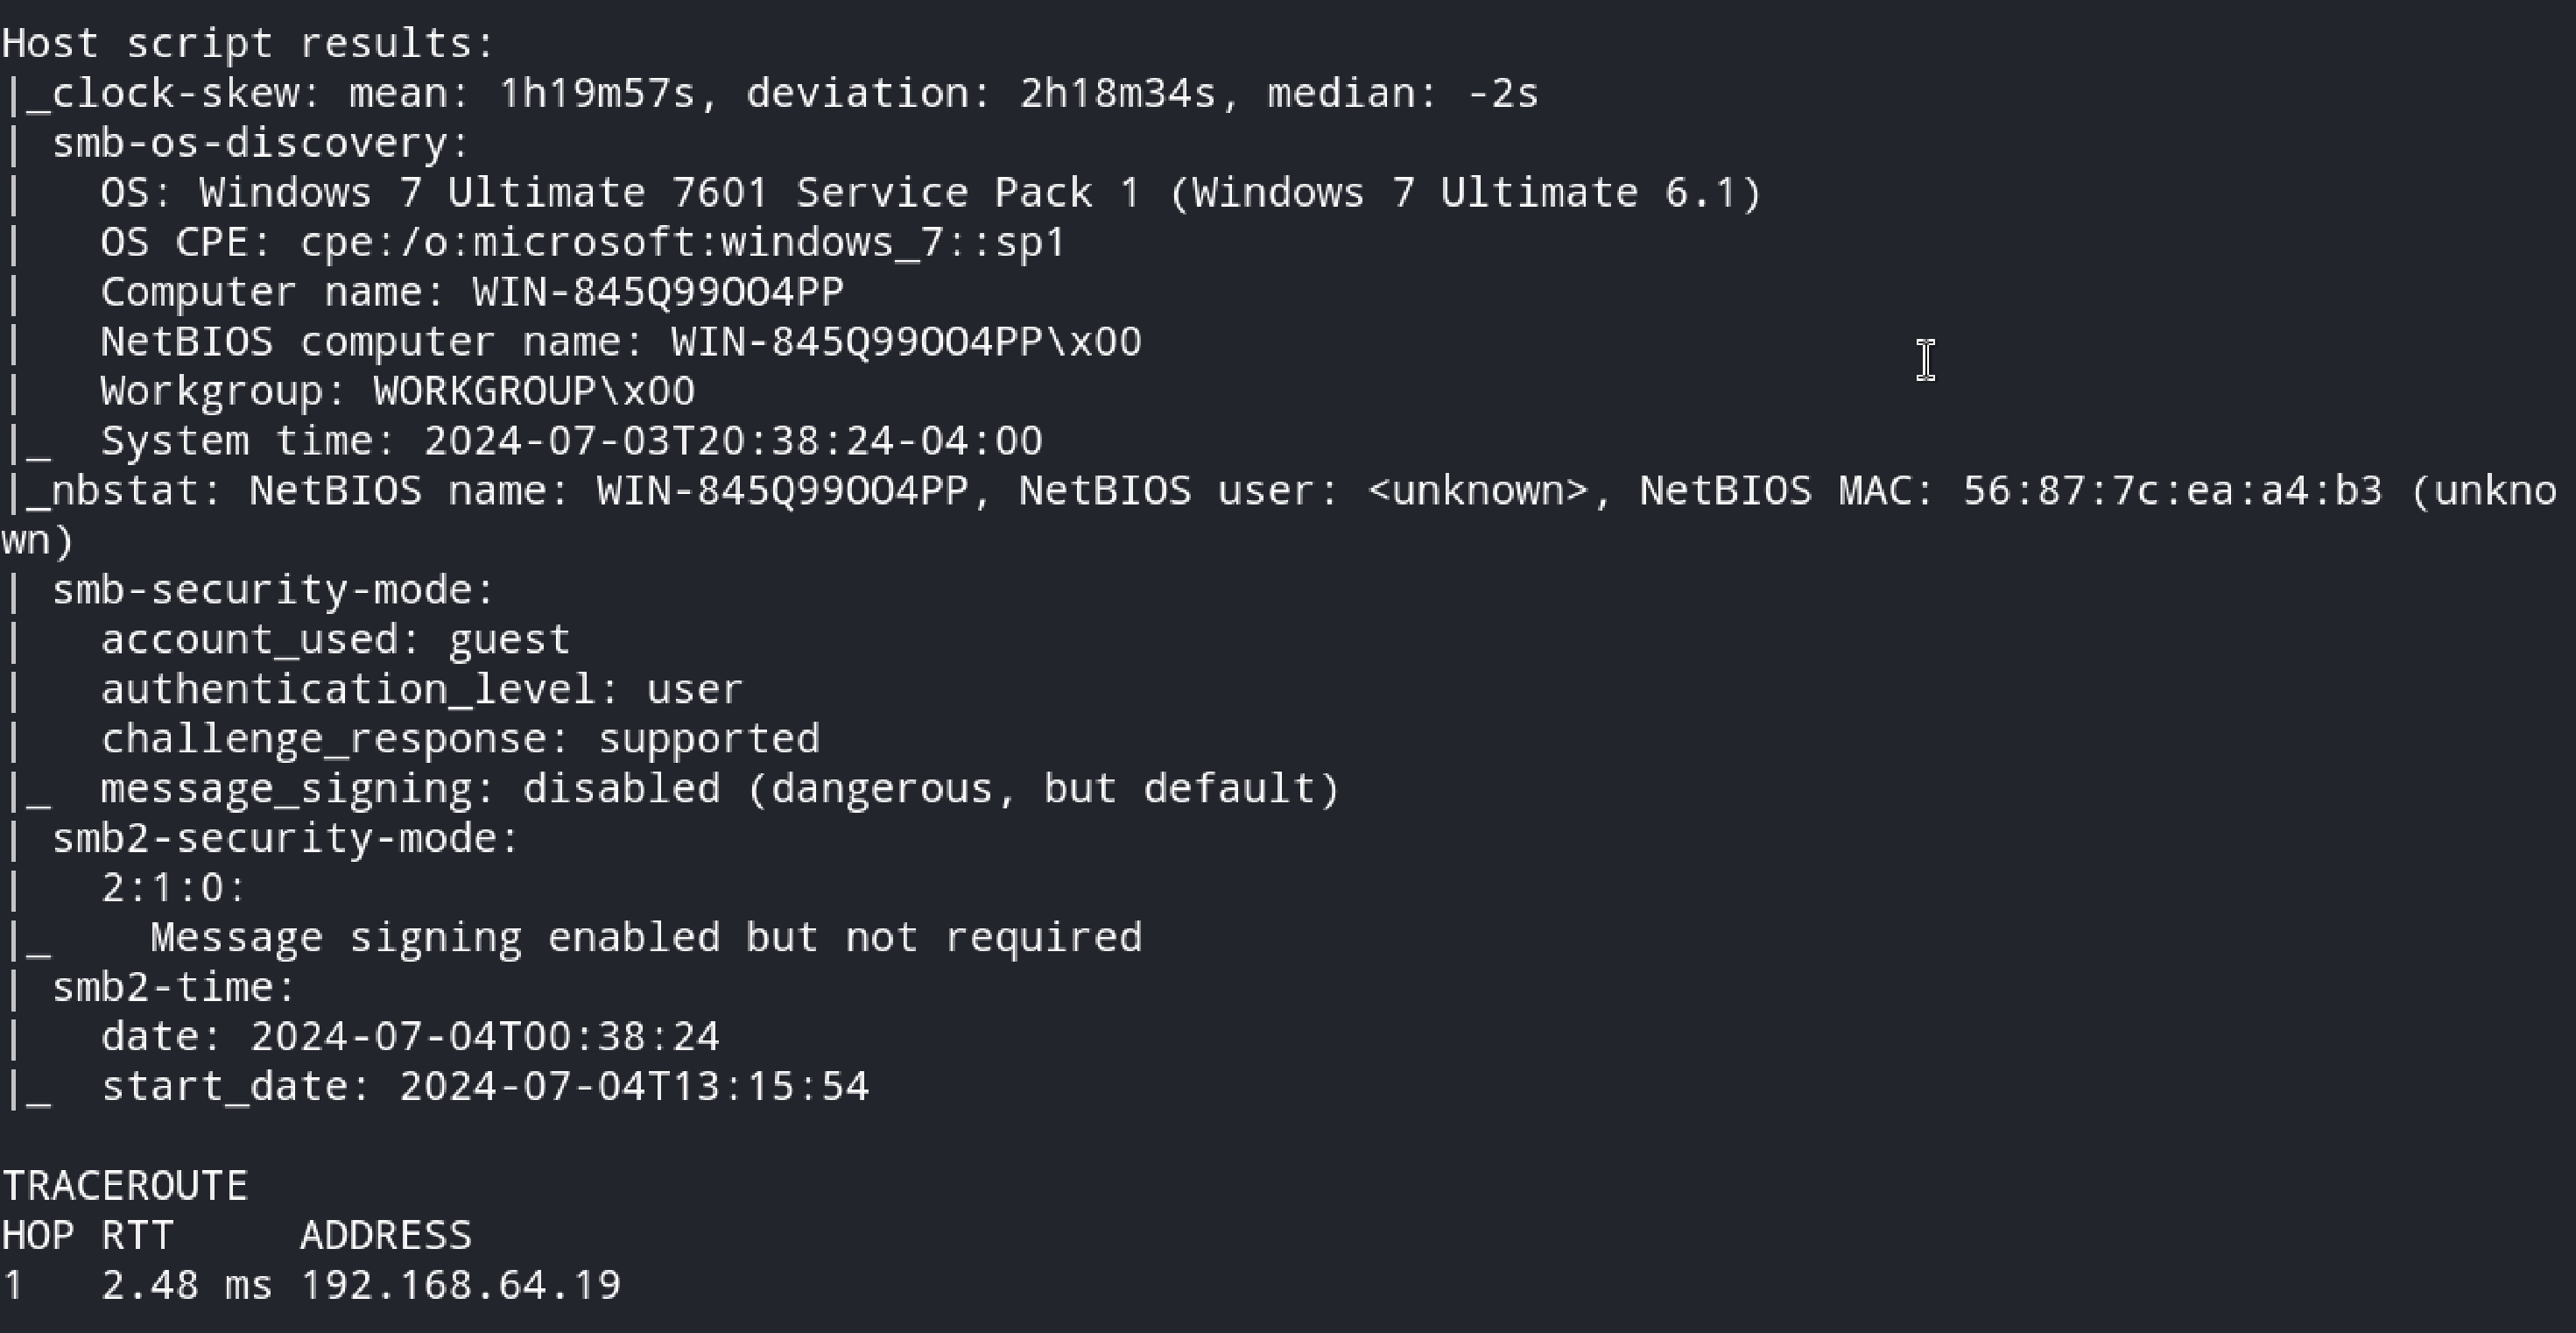 Host script results:
|_clock-skew: mean: 1h19m57s, deviation: 2h18m34s, median: -2s
| smb-os-discovery:
|   OS: Windows 7 Ultimate 7601 Service Pack 1 (Windows 7 Ultimate 6.1)
|   OS CPE: cpe:/o:microsoft:windows_7::sp1
|   Computer name: WIN-845Q99OO4PP
|   NetBIOS computer name: WIN-845Q99OO4PP\x00
|   Workgroup: WORKGROUP\x00
|_  System time: 2024-07-03T20:38:24-04:00
|_nbstat: NetBIOS name: WIN-845Q99OO4PP, NetBIOS user: <unknown>, NetBIOS MAC: 56:87:7c:ea:a4:b3 (unkno
wn)
| smb-security-mode:
|   account_used: guest
|   authentication_level: user
|   challenge_response: supported
|_  message_signing: disabled (dangerous, but default)
| smb2-security-mode:
|   2:1:0:
|_    Message signing enabled but not required
| smb2-time:
|   date: 2024-07-04T00:38:24
|_  start_date: 2024-07-04T13:15:54
TRACEROUTE
HOP RTT     ADDRESS
1   2.48 ms 192.168.64.19